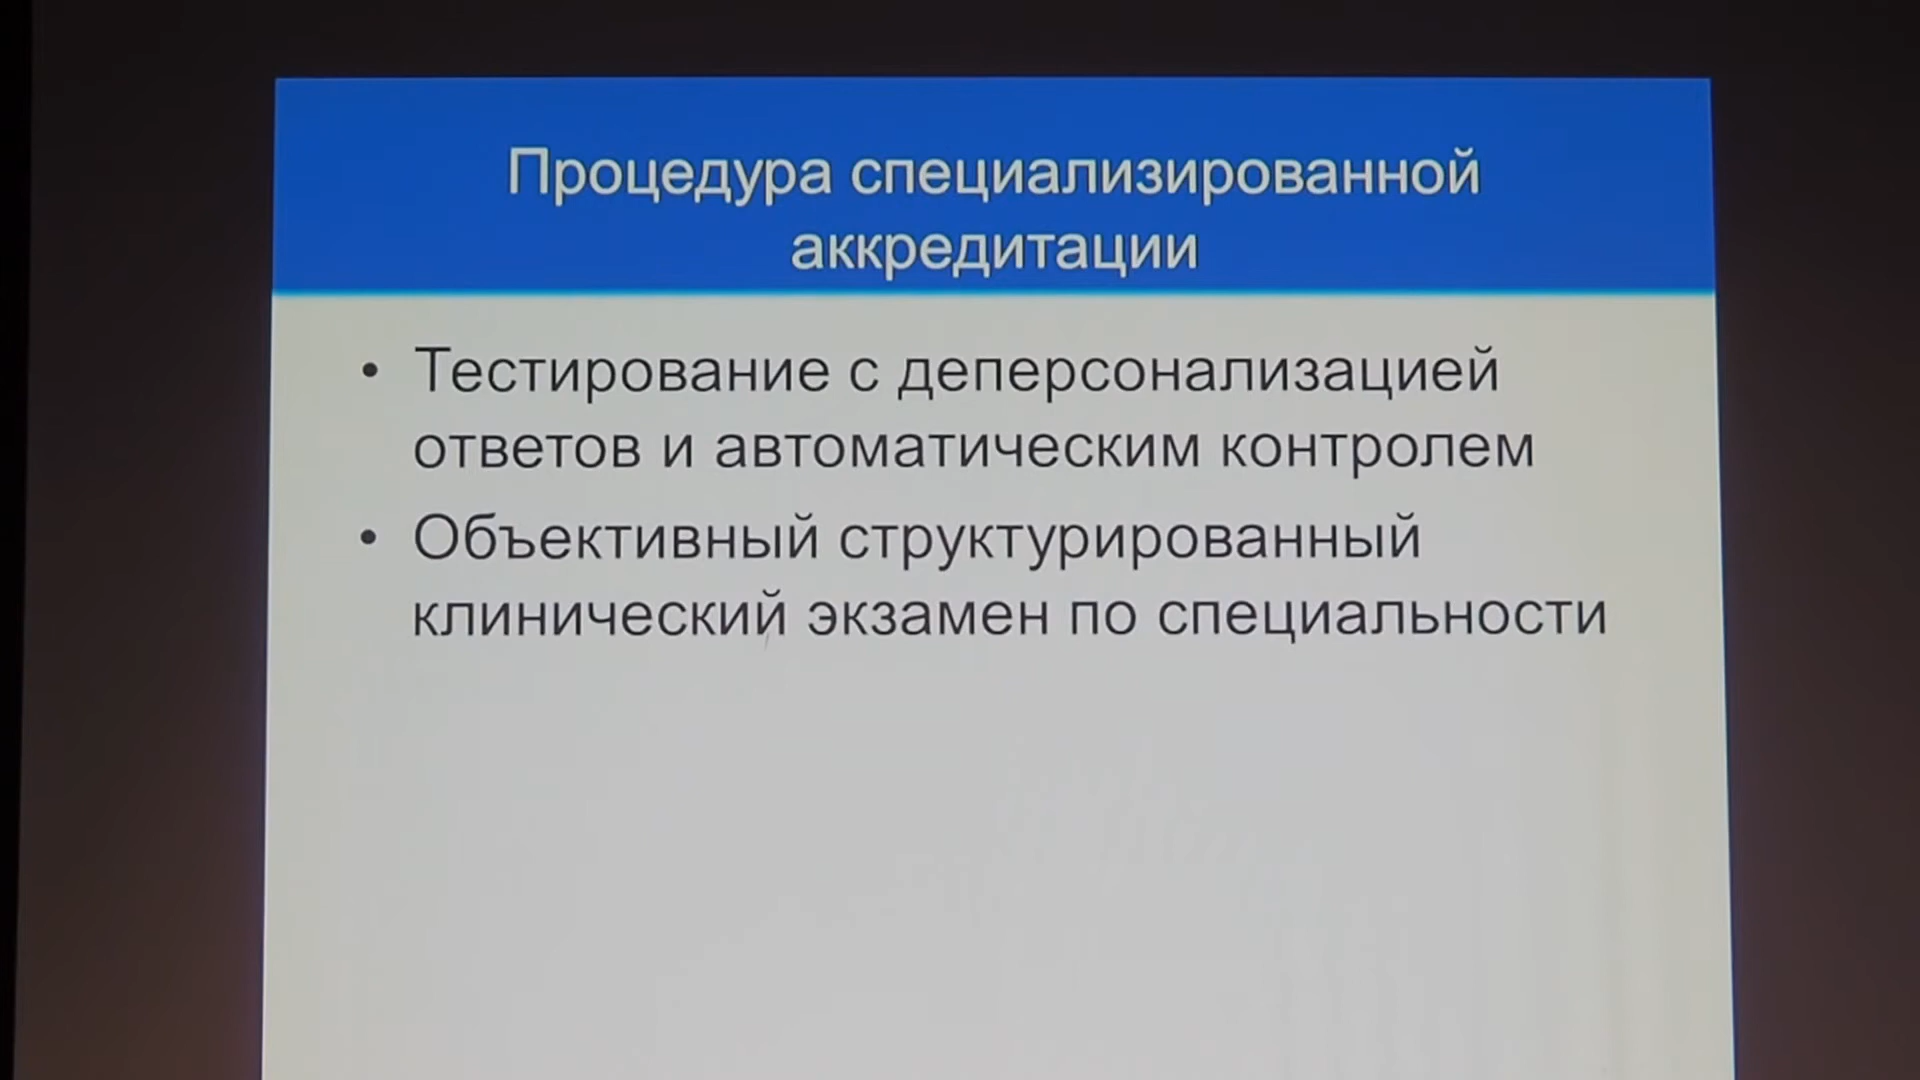 Процедура специализированной
аккредитации
• Тестирование с деперсонализацией
ответов и автоматическим контролем
• Объективный структурированный
клинический экзамен по специальности